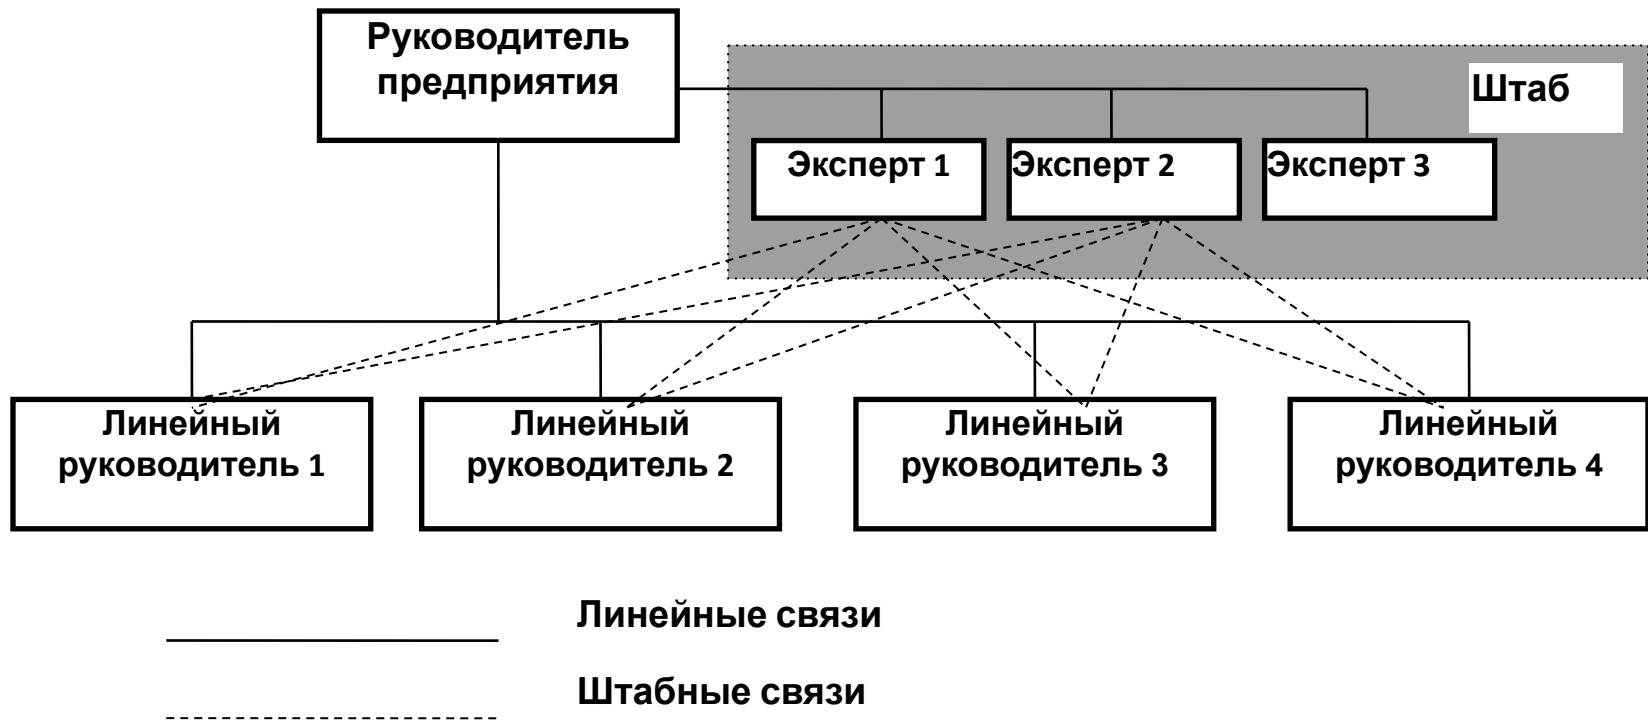 Руководитель
предприятия
Штаб
Эксперт 1
Эксперт 2
Эксперт 3
Линейный
руководитель 1
Линейный
руководитель 2
Линейный
руководитель 3
Линейный
руководитель 4
Линейные связи
Штабные связи